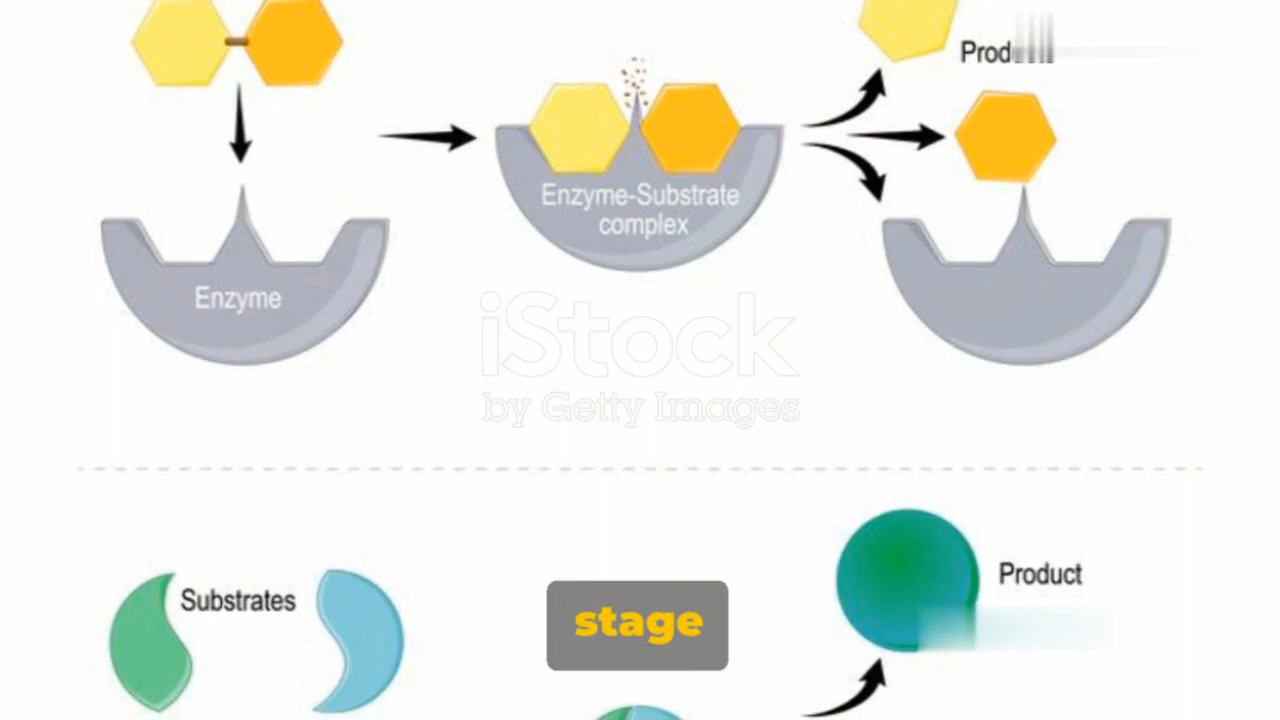 Enzyme
Enzyme-Substrate
complex
iStock
by Getty Images
Substrates
stage
Product